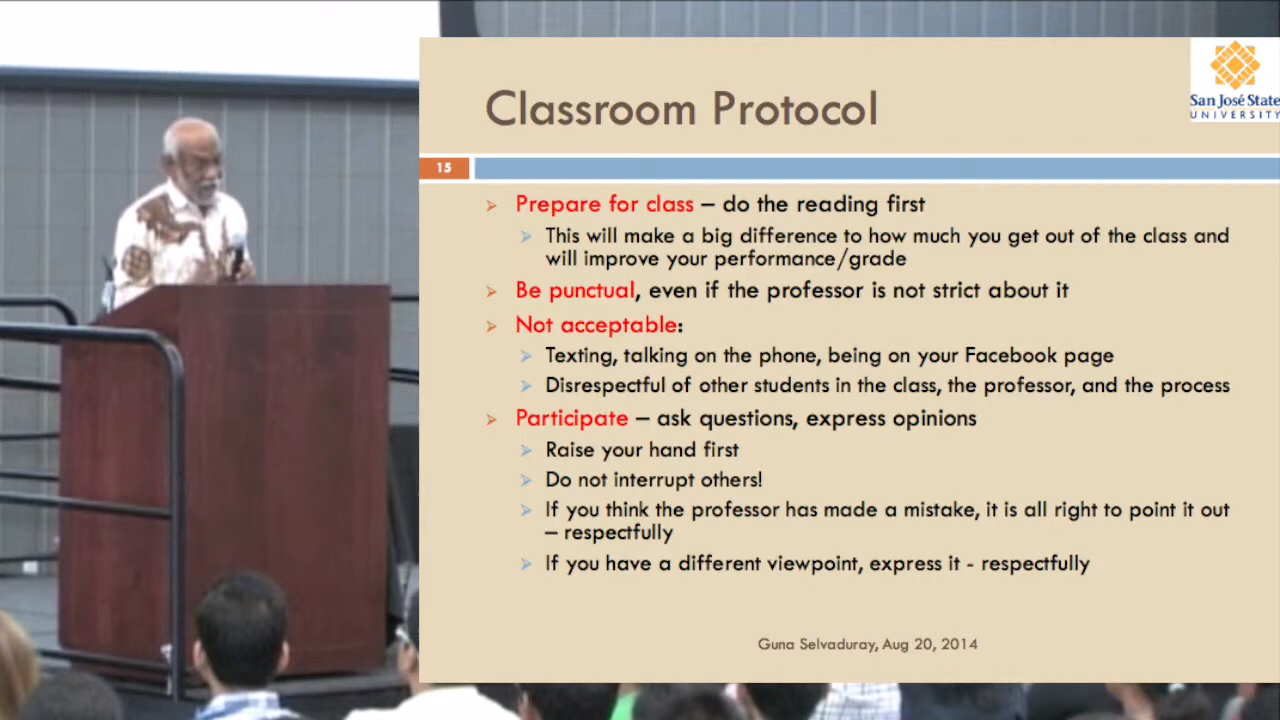 Classroom Protocol
San José State
UNIVERSITY
15
➢ Prepare for class – do the reading first
➢ This will make a big difference to how much you get out of the class and
will improve your performance/grade
➢ Be punctual, even if the professor is not strict about it
➢ Not acceptable:
➢ Texting, talking on the phone, being on your Facebook page
➢ Disrespectful of other students in the class, the professor, and the process
➢ Participate – ask questions, express opinions
➢ Raise your hand first
➢ Do not interrupt others!
➢ If you think the professor has made a mistake, it is all right to point it out
– respectfully
➢ If you have a different viewpoint, express it - respectfully
Guna Selvaduray, Aug 20, 2014